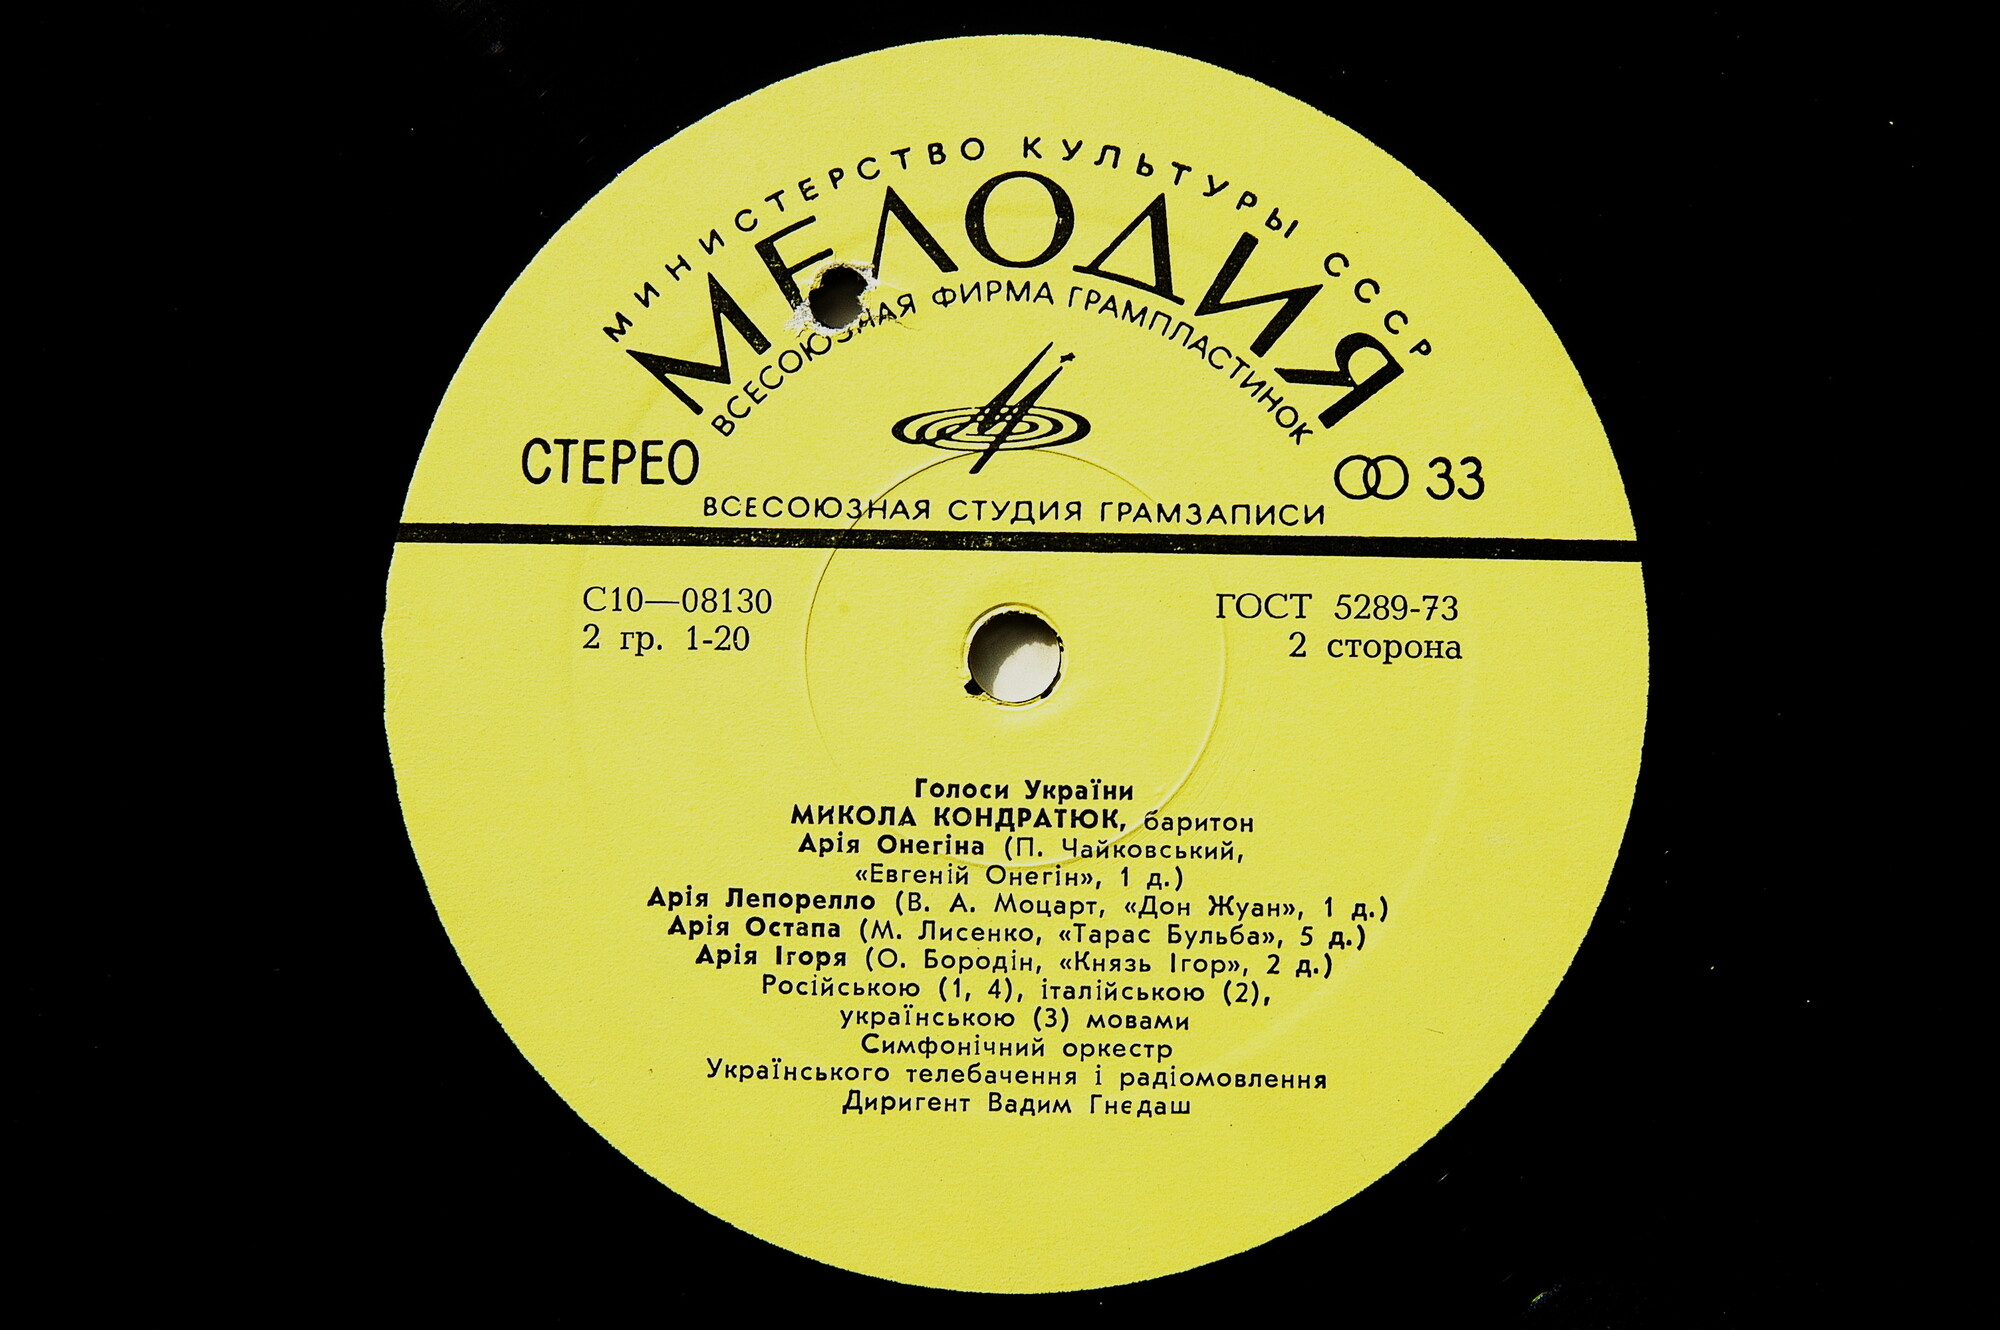 МИНИСТЕРСТВО КУЛЬТУРЫ СССР
МЕЛОДИЯ
ВСЕСОЮЗНАЯ ФИРМА ГРАМПЛАСТИНОК
СТЕРЕО
33
ВСЕСОЮЗНАЯ СТУДИЯ ГРАМЗАПИСИ
С10—08130
ГОСТ 5289-73
2 гр. 1-20
2 сторона
Голоси України
МИКОЛА КОНДРАТЮК, баритон
Арія Онегіна (П. Чайковський,
«Евгеній Онегін», 1 д.)
Арія Лепорелло (В. А. Моцарт, «Дон Жуан», 1 д.)
Арія Остапа (М. Лисенко, «Тарас Бульба», 5 д.)
Арія Ігоря (О. Бородін, «Князь Ігор», 2 д.)
Російською (1, 4), італійською (2),
українською (3) мовами
Симфонічний оркестр
Українського телебачення і радіомовлення
Диригент Вадим Гнєдаш